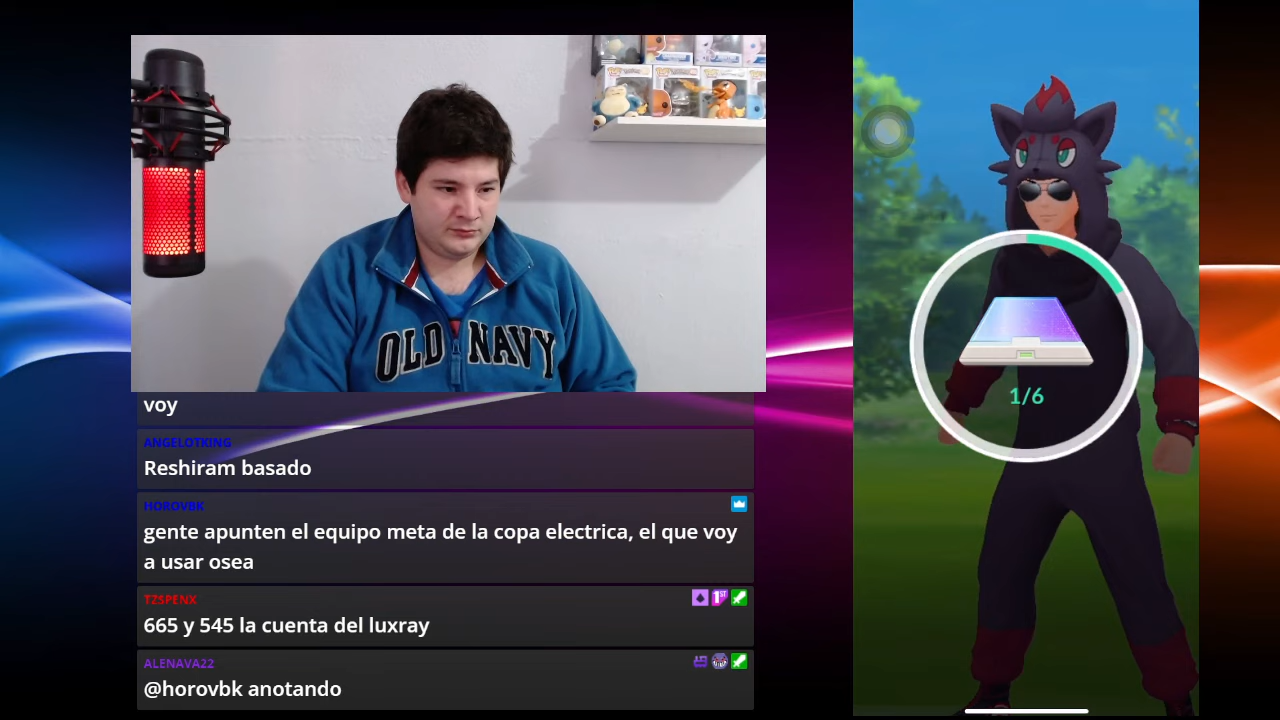 OLD NAVY
voy
ANGELOTKING
Reshiram basado
HOROVBK
gente apunten el equipo meta de la copa electrica, el que voy
a usar osea
TZSPENX
1ST
665 y 545 la cuenta del luxray
ALENAVA22
@horovbk anotando
1/6